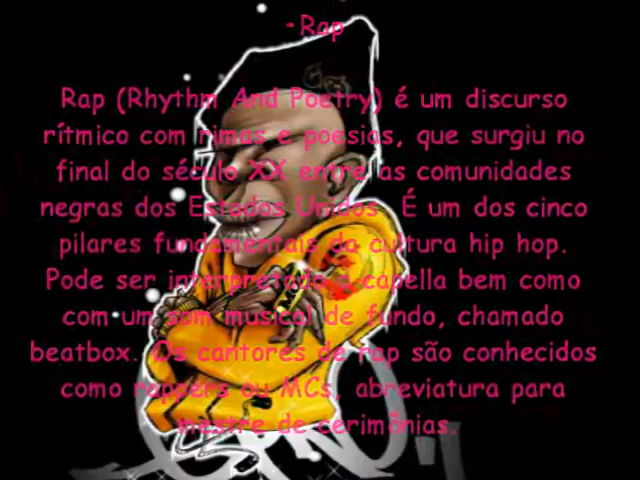 •Rap
Rap (Rhythm And Poetry) é um discurso
rítmico com rimas e poesias, que surgiu no
final do século XX entre as comunidades
negras dos Estados Unidos. É um dos cinco
pilares fundamentais da cultura hip hop.
Pode ser interpretado a capella bem como
com um som musical de fundo, chamado
beatbox. Os cantores de rap são conhecidos
como rappers ou MCs, abreviatura para
mestre de cerimônias.